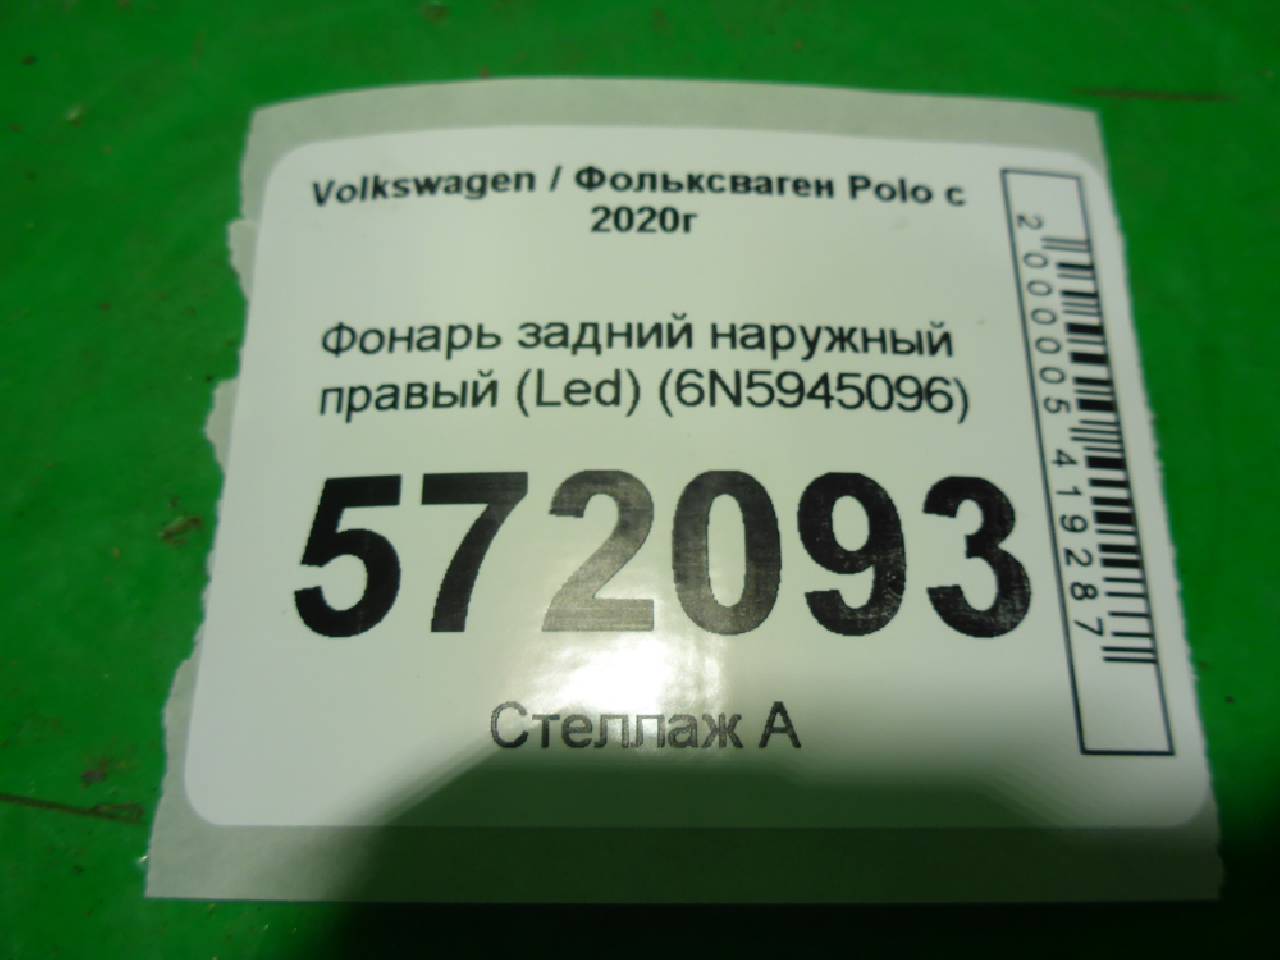 Volkswagen / Фольксваген Polo с
2020г
Фонарь задний наружный
правый (Led) (6N5945096)
572093
Стеллаж А
2000005419287